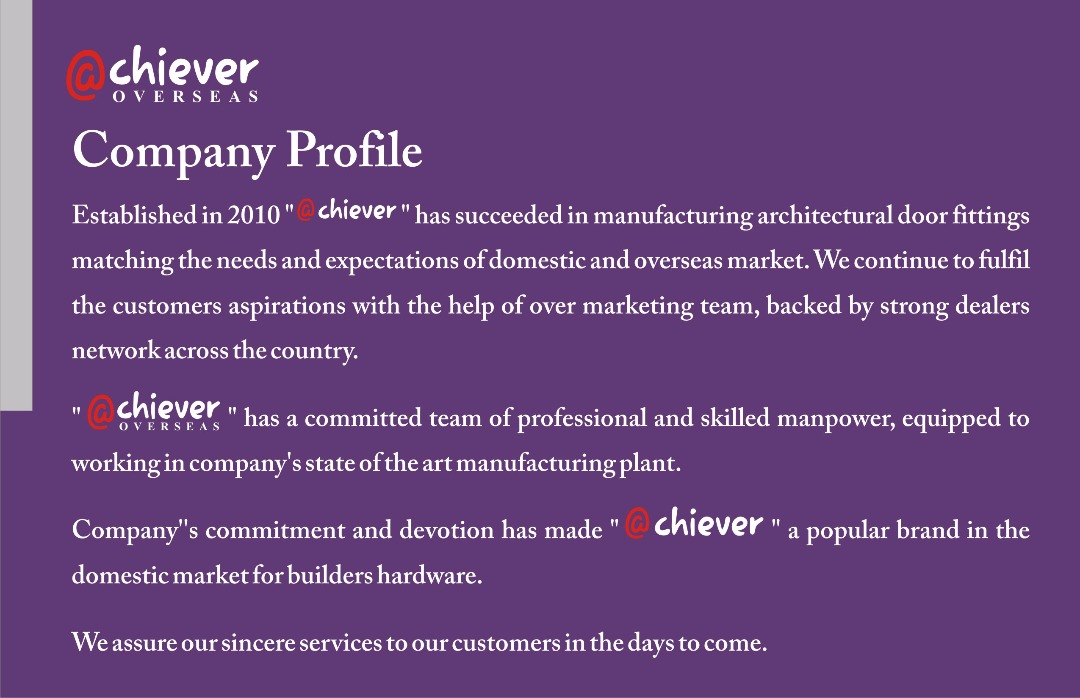 @chiever
OVERSEAS
Company Profile
Established in 2010 "@chiever" has succeeded in manufacturing architectural door fittings
matching the needs and expectations of domestic and overseas market. We continue to fulfil
the customers aspirations with the help of over marketing team, backed by strong dealers
network across the country.
"@chiever OVERSEAS" has a committed team of professional and skilled manpower, equipped to
working in company's state of the art manufacturing plant.
Company"s commitment and devotion has made "@chiever" a popular brand in the
domestic market for builders hardware.
We assure our sincere services to our customers in the days to come.